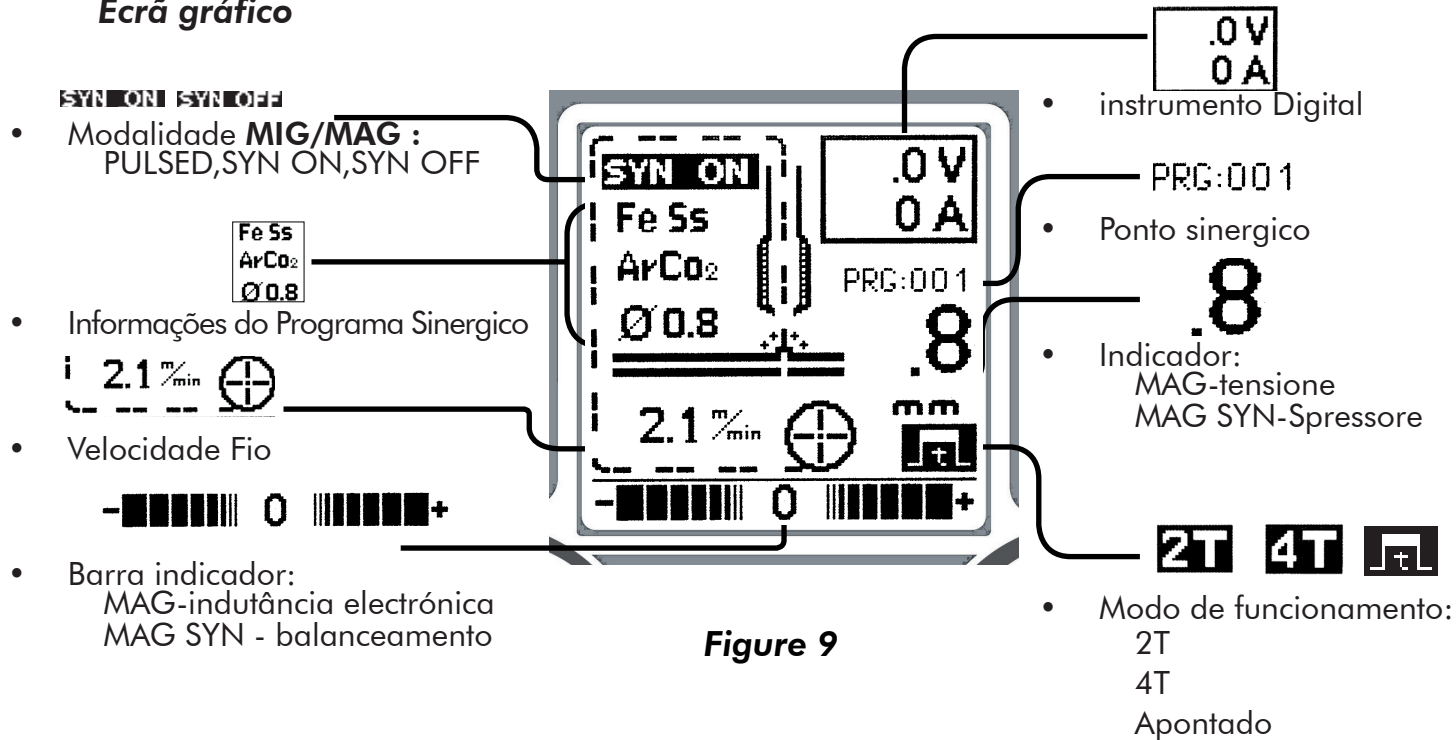 Ecrã gráfico
SYN ON SYN OFF
• Modalidade MIG/MAG :
PULSED,SYN ON,SYN OFF
Fe Ss
ArCo₂
Ø 0.8
• Informações do Programa Sinergico
2.1 m/min
• Velocidade Fio
- 0 +
• Barra indicador:
MAG-indutância electrónica
MAG SYN - balanceamento
SYN ON
Fe Ss
ArCo₂
Ø 0.8
.0 V
0 A
PRG:001
.8
mm
2.1 m/min
t
- 0 +
Figure 9
.0 V
0 A
• instrumento Digital
PRG:001
• Ponto sinergico
.8
• Indicador:
MAG-tensione
MAG SYN-Spressore
2T 4T t
• Modo de funcionamento:
2T
4T
Apontado